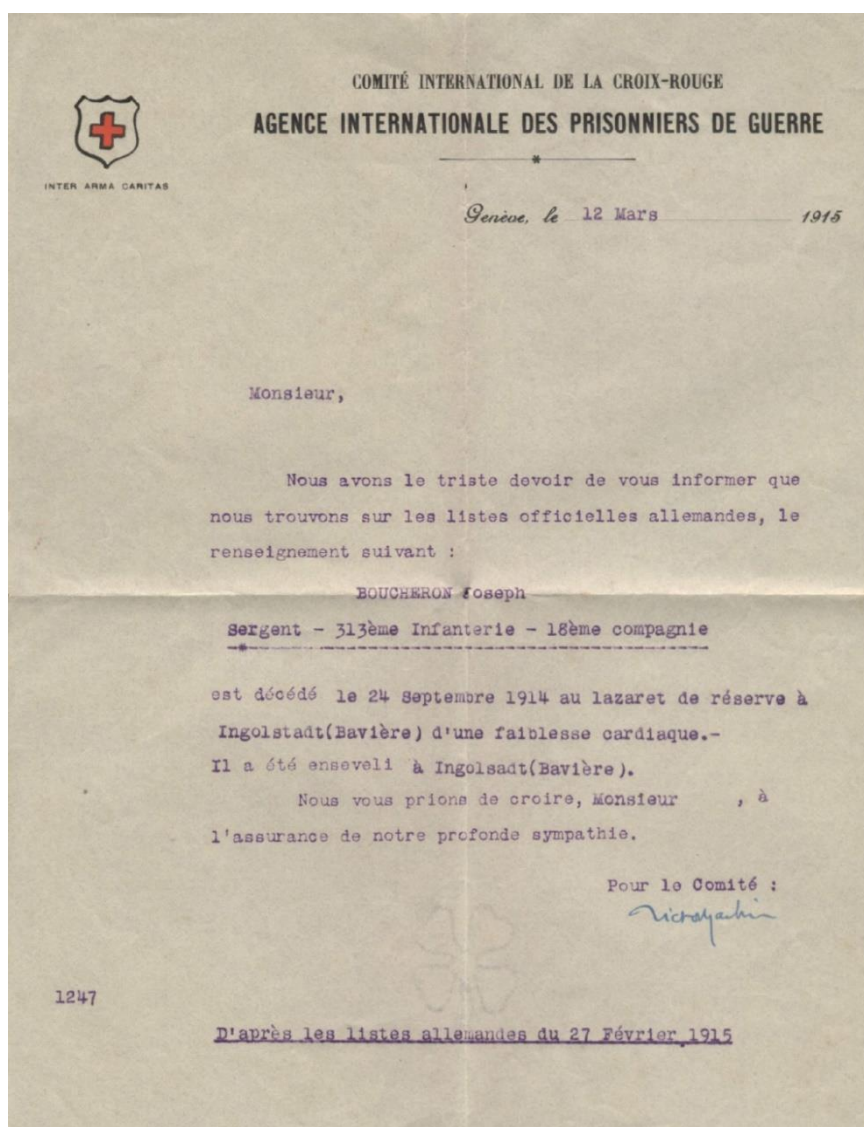 COMITÉ INTERNATIONAL DE LA CROIX-ROUGE
AGENCE INTERNATIONALE DES PRISONNIERS DE GUERRE
INTER ARMA CARITAS
Genève, le 12 Mars 1915
Monsieur,
Nous avons le triste devoir de vous informer que
nous trouvons sur les listes officielles allemandes, le
renseignement suivant :
BOUCHERON Joseph
Sergent - 313ème Infanterie - 18ème compagnie
est décédé le 24 Septembre 1914 au lazaret de réserve à
Ingolstadt(Bavière) d'une faiblesse cardiaque.-
Il a été enseveli à Ingolsadt(Bavière).
Nous vous prions de croire, Monsieur , à
l'assurance de notre profonde sympathie.
Pour le Comité :
1247
D'après les listes allemandes du 27 Février 1915